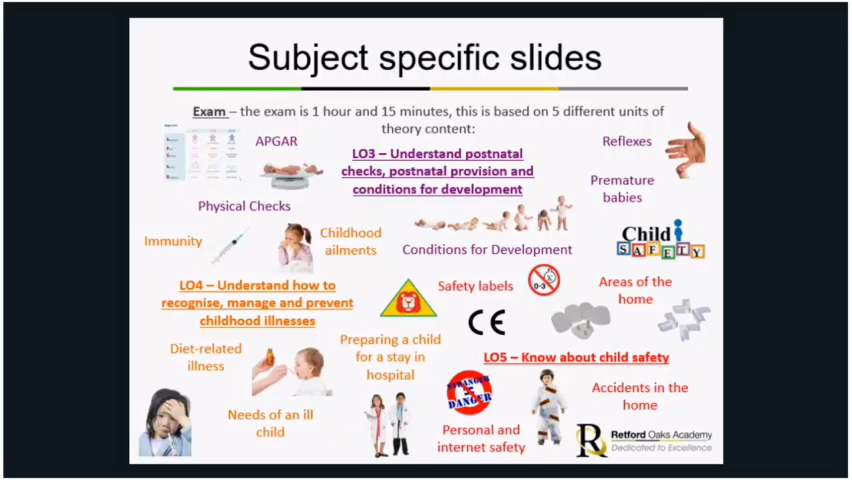 Subject specific slides
Exam – the exam is 1 hour and 15 minutes, this is based on 5 different units of
theory content:
APGAR
LO3 – Understand postnatal
checks, postnatal provision and
conditions for development
Reflexes
Premature
babies
Physical Checks
Immunity
Childhood
ailments
Conditions for Development
Child
SAFETY
LO4 – Understand how to
recognise, manage and prevent
childhood illnesses
Safety labels
0-3
Areas of the
home
CE
Diet-related
illness
Preparing a child
for a stay in
hospital
LO5 – Know about child safety
Needs of an ill
child
STRANGER
=
DANGER
Accidents in the
home
Personal and
internet safety
R
Retford Oaks Academy
Dedicated to Excellence